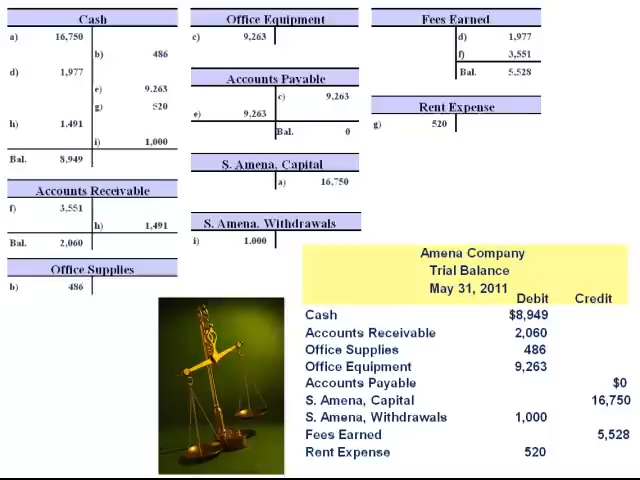 Cash
a) 16,750
b) 486
d) 1,977
e) 9.263
g) 520
h) 1.491
i) 1,000
Bal. 8,949
Accounts Receivable
f) 3,551
h) 1,491
Bal. 2,060
Office Supplies
b) 486
Office Equipment
c) 9,263
Accounts Payable
c) 9,263
e) 9,263
Bal. 0
S. Amena, Capital
a) 16,750
S. Amena. Withdrawals
i) 1.000
Fees Earned
d) 1,977
f) 3,551
Bal. 5,528
Rent Expense
g) 520
Amena Company
Trial Balance
May 31, 2011
Debit Credit
Cash $8,949
Accounts Receivable 2,060
Office Supplies 486
Office Equipment 9,263
Accounts Payable $0
S. Amena, Capital 16,750
S. Amena, Withdrawals 1,000
Fees Earned 5,528
Rent Expense 520